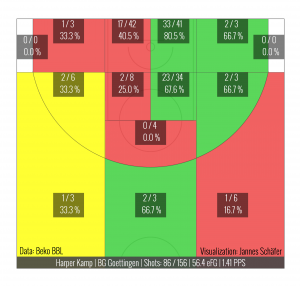 1 / 3
33.3 %
17 / 42
40.5 %
33 / 41
80.5 %
2 / 3
66.7 %
0 / 0
0.0 %
0 / 0
0.0 %
2 / 6
33.3 %
2 / 8
25.0 %
23 / 34
67.6 %
2 / 3
66.7 %
0 / 4
0.0 %
1 / 3
33.3 %
2 / 3
66.7 %
1 / 6
16.7 %
Data: Beko BBL
Visualization: Jannes Schäfer
Harper Kamp | BG Goettingen | Shots: 86 / 156 | 56.4 eFG | 1.41 PPS